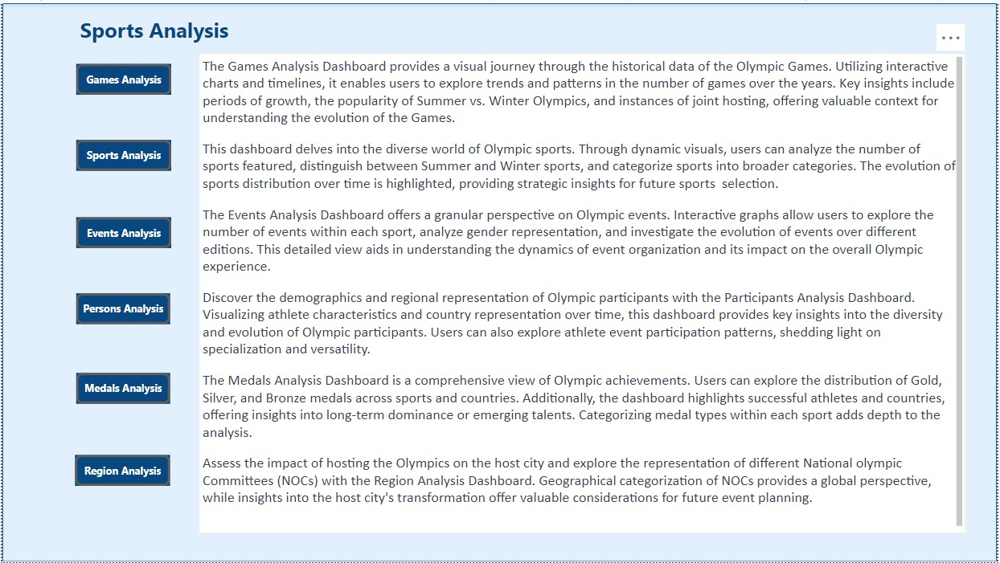 Sports Analysis
...
Games Analysis
The Games Analysis Dashboard provides a visual journey through the historical data of the Olympic Games. Utilizing interactive
charts and timelines, it enables users to explore trends and patterns in the number of games over the years. Key insights include
periods of growth, the popularity of Summer vs. Winter Olympics, and instances of joint hosting, offering valuable context for
understanding the evolution of the Games.
Sports Analysis
This dashboard delves into the diverse world of Olympic sports. Through dynamic visuals, users can analyze the number of
sports featured, distinguish between Summer and Winter sports, and categorize sports into broader categories. The evolution of
sports distribution over time is highlighted, providing strategic insights for future sports  selection.
Events Analysis
The Events Analysis Dashboard offers a granular perspective on Olympic events. Interactive graphs allow users to explore the
number of events within each sport, analyze gender representation, and investigate the evolution of events over different
editions. This detailed view aids in understanding the dynamics of event organization and its impact on the overall Olympic
experience.
Persons Analysis
Discover the demographics and regional representation of Olympic participants with the Participants Analysis Dashboard.
Visualizing athlete characteristics and country representation over time, this dashboard provides key insights into the diversity
and evolution of Olympic participants. Users can also explore athlete event participation patterns, shedding light on
specialization and versatility.
Medals Analysis
The Medals Analysis Dashboard is a comprehensive view of Olympic achievements. Users can explore the distribution of Gold,
Silver, and Bronze medals across sports and countries. Additionally, the dashboard highlights successful athletes and countries,
offering insights into long-term dominance or emerging talents. Categorizing medal types within each sport adds depth to the
analysis.
Region Analysis
Assess the impact of hosting the Olympics on the host city and explore the representation of different National olympic
Committees (NOCs) with the Region Analysis Dashboard. Geographical categorization of NOCs provides a global perspective,
while insights into the host city's transformation offer valuable considerations for future event planning.